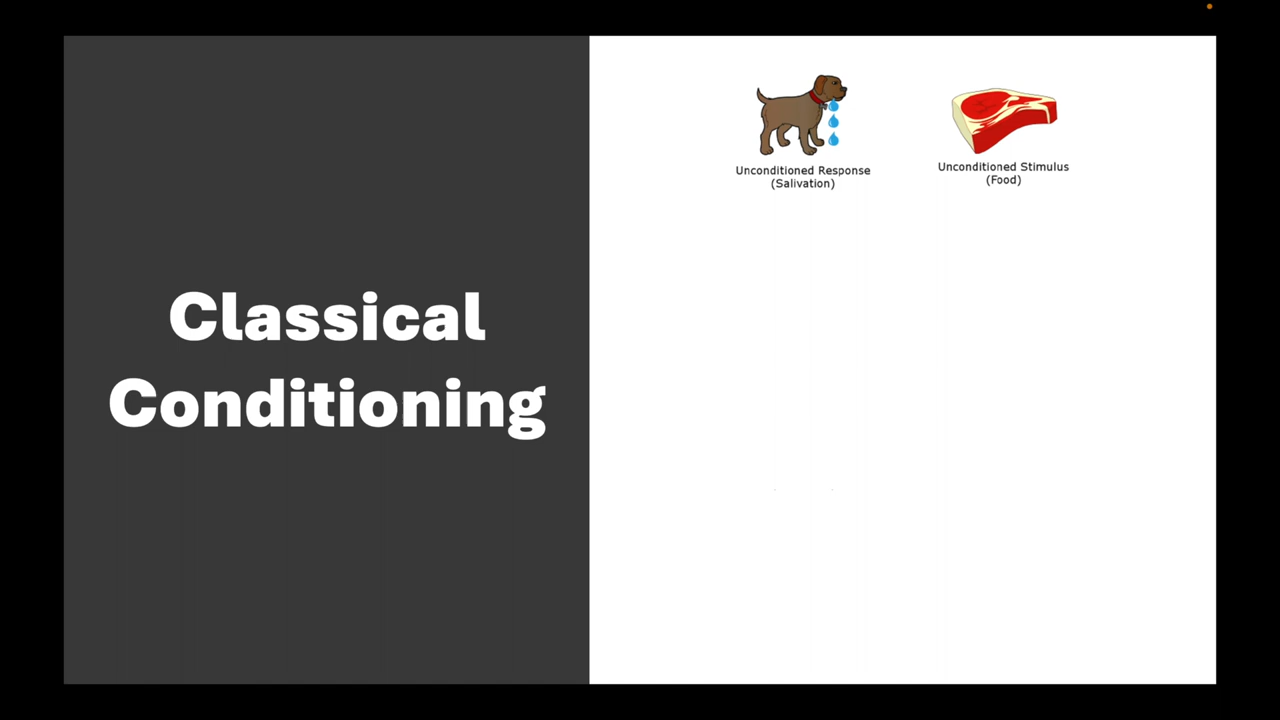 Classical
Conditioning
Unconditioned Response
(Salivation)
Unconditioned Stimulus
(Food)